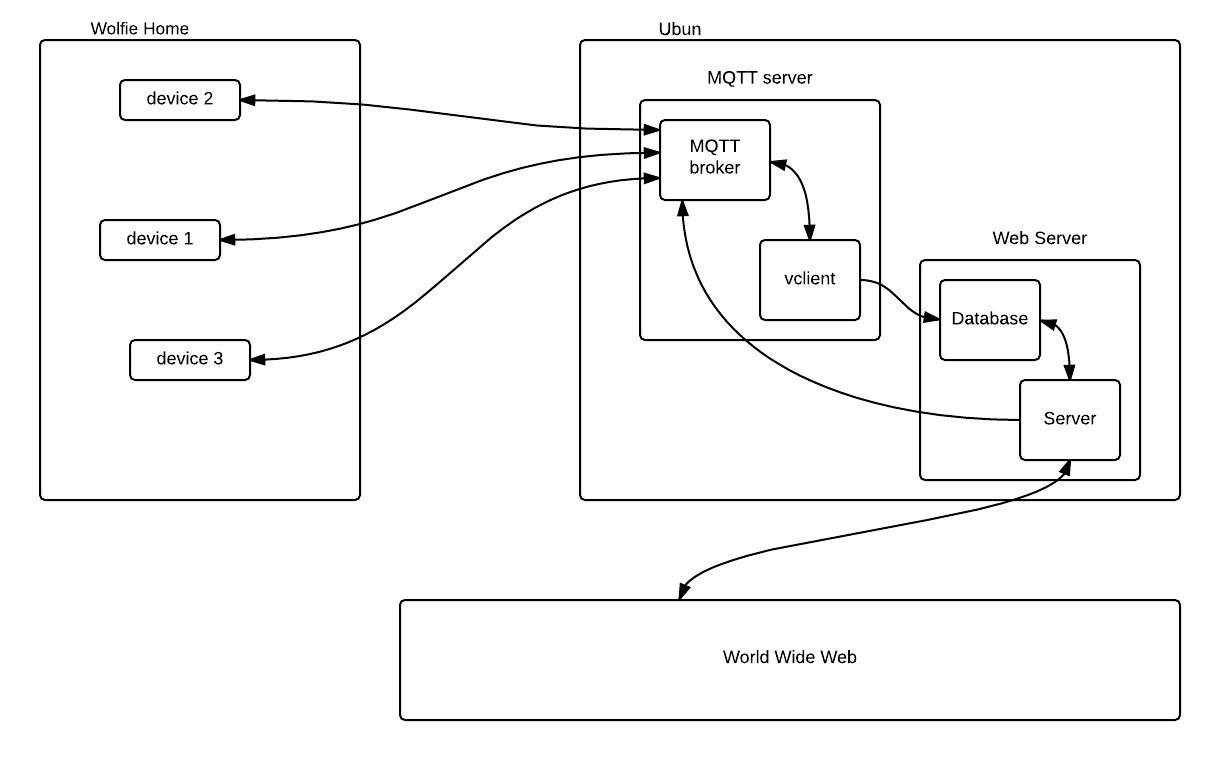 Wolfie Home
device 2
device 1
device 3
Ubun
MQTT server
MQTT
broker
vclient
Web Server
Database
Server
World Wide Web